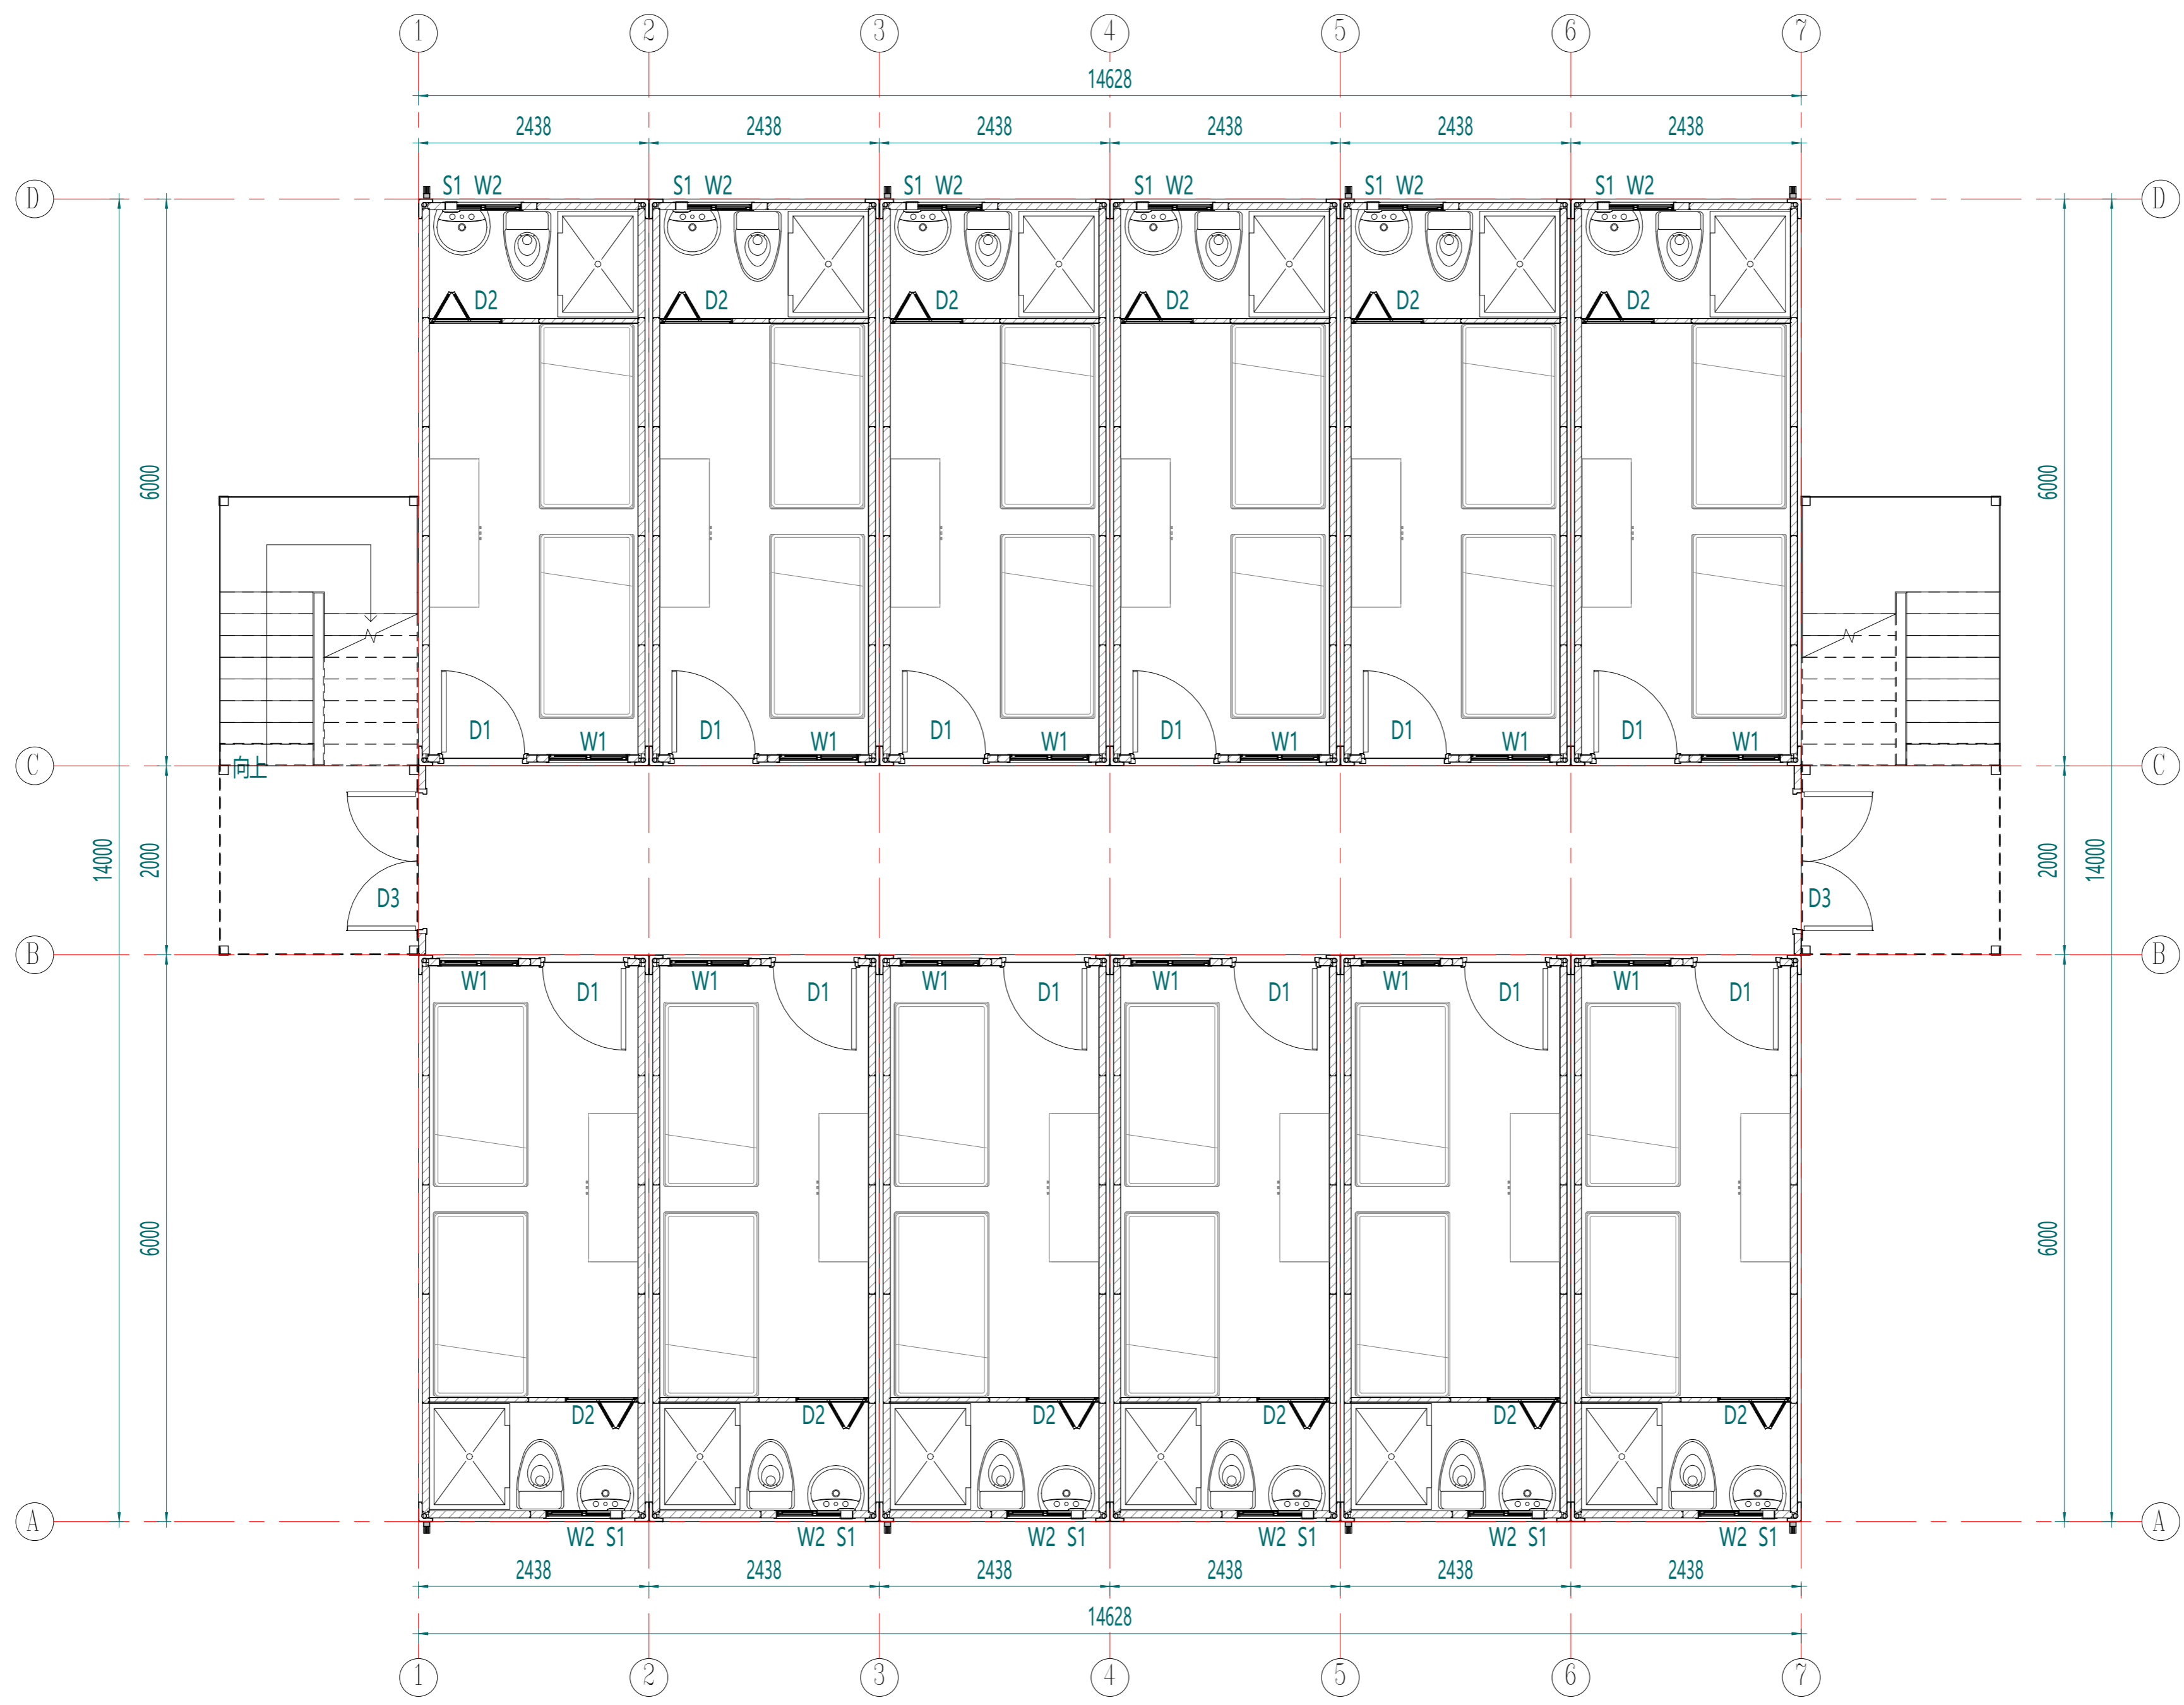 1 2 3 4 5 6 7
14628
2438 2438 2438 2438 2438 2438
S1 W2 S1 W2 S1 W2 S1 W2 S1 W2 S1 W2
D D
D2 D2 D2 D2 D2 D2
6000 6000
D1 D1 D1 D1 D1 D1
W1 W1 W1 W1 W1 W1
C 向上 C
14000 2000 2000 14000
D3 D3
B B
W1 D1 W1 D1 W1 D1 W1 D1 W1 D1 W1 D1
6000 6000
D2 D2 D2 D2 D2 D2
A A
W2 S1 W2 S1 W2 S1 W2 S1 W2 S1 W2 S1
2438 2438 2438 2438 2438 2438
14628
1 2 3 4 5 6 7